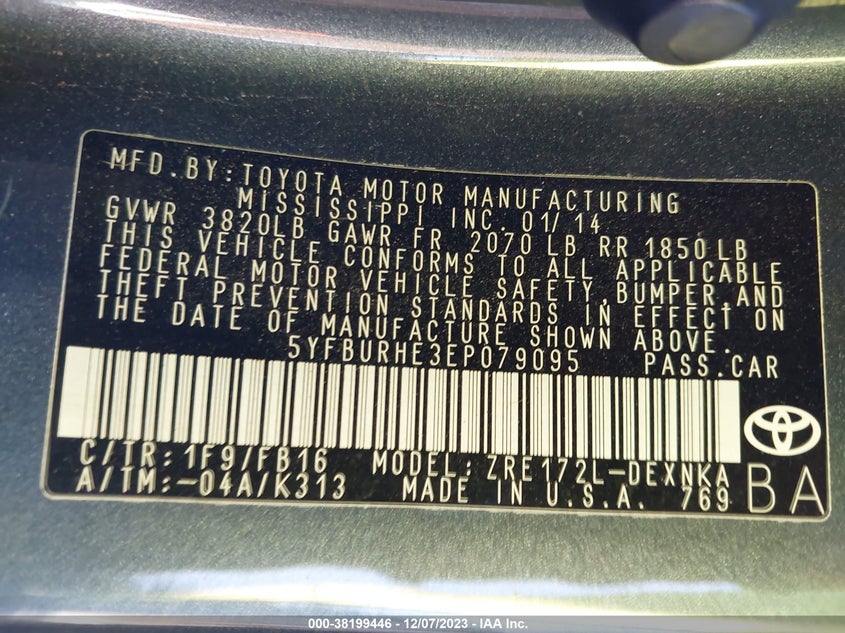 MFD.BY:TOYOTA MOTOR MANUFACTURING
MISSISSIPPI INC. 01/14
GVWR 3820LB GAWR FR 2070 LB RR 1850 LB
THIS VEHICLE CONFORMS TO ALL APPLICABLE
FEDERAL MOTOR VEHICLE SAFETY,BUMPER,AND
THEFT PREVENTION STANDARDS IN EFFECT ON
THE DATE OF MANUFACTURE SHOWN ABOVE.
5YFBURHE3EP079095 PASS.CAR
C/TR:1F9/FB16 MODEL:ZRE172L-DEXNKA
A/TM:-04A/K313 MADE IN U.S.A. 769 BA
000-38199446 - 12/07/2023 - IAA Inc.